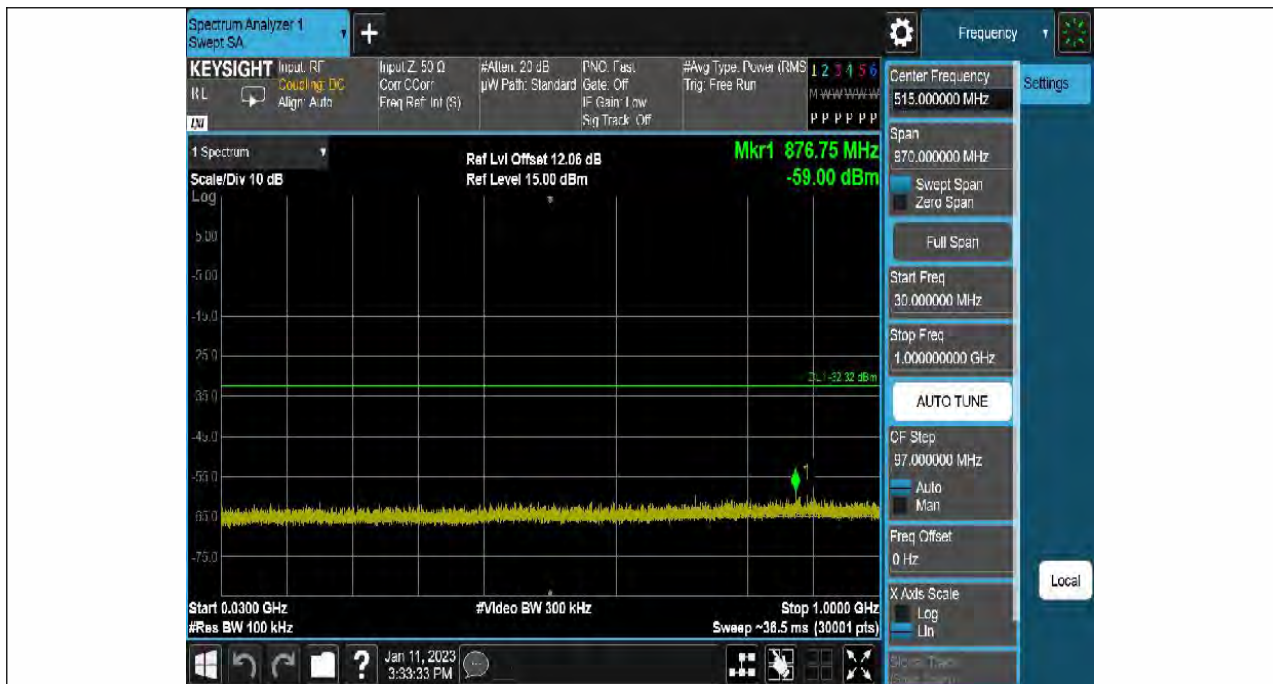 Spectrum Analyzer 1
Swept SA
+
Frequency
KEYSIGHT
RL
LXI
Input: RF
Coupling: DC
Align: Auto
Input Z: 50 Ω
Corr CCorr
Freq Ref: Int (S)
#Atten: 20 dB
µW Path: Standard
PNO: Fast
Gate: Off
IF Gain: Low
Sig Track: Off
#Avg Type: Power (RMS
Trig: Free Run
1 2 3 4 5 6
M W W W W W
P P P P P P
Center Frequency
515.000000 MHz
Settings
1 Spectrum
Scale/Div 10 dB
Log
Ref Lvl Offset 12.06 dB
Ref Level 15.00 dBm
Mkr1 876.75 MHz
-59.00 dBm
5.00
-5.00
-15.0
-25.0
-35.0
-45.0
-55.0
-65.0
-75.0
DL1 -32.32 dBm
1
Start 0.0300 GHz
#Res BW 100 kHz
#Video BW 300 kHz
Stop 1.0000 GHz
Sweep ~36.5 ms (30001 pts)
Span
970.000000 MHz
Swept Span
Zero Span
Full Span
Start Freq
30.000000 MHz
Stop Freq
1.000000000 GHz
AUTO TUNE
CF Step
97.000000 MHz
Auto
Man
Freq Offset
0 Hz
X Axis Scale
Log
Lin
Local
?
Jan 11, 2023
3:33:33 PM